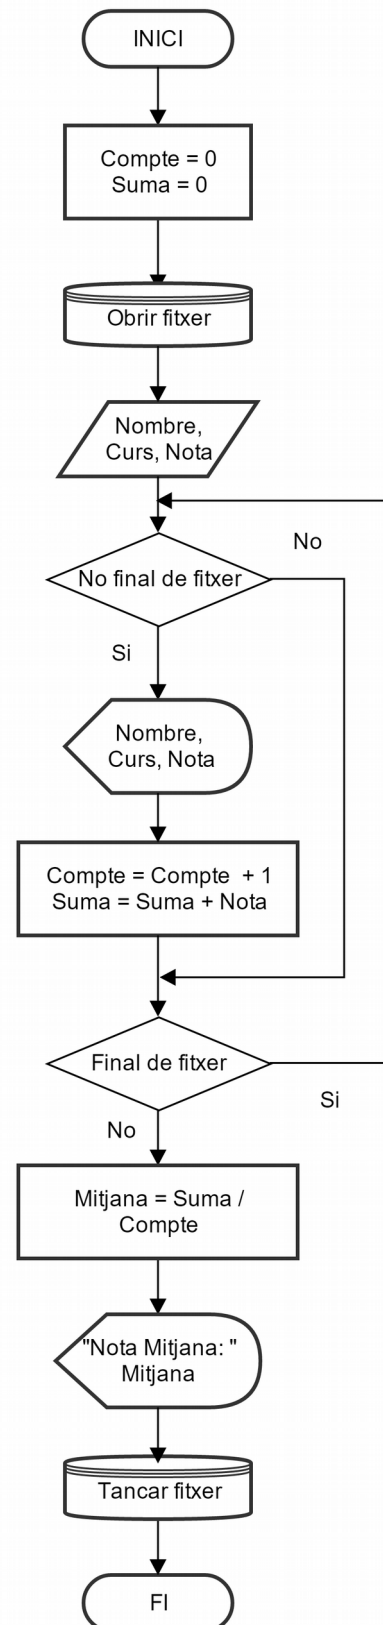 INICI
Compte = 0
Suma = 0
Obrir fitxer
Nombre,
Curs, Nota
No
No final de fitxer
Si
Nombre,
Curs, Nota
Compte = Compte + 1
Suma = Suma + Nota
Final de fitxer
Si
No
Mitjana = Suma /
Compte
"Nota Mitjana: "
Mitjana
Tancar fitxer
FI